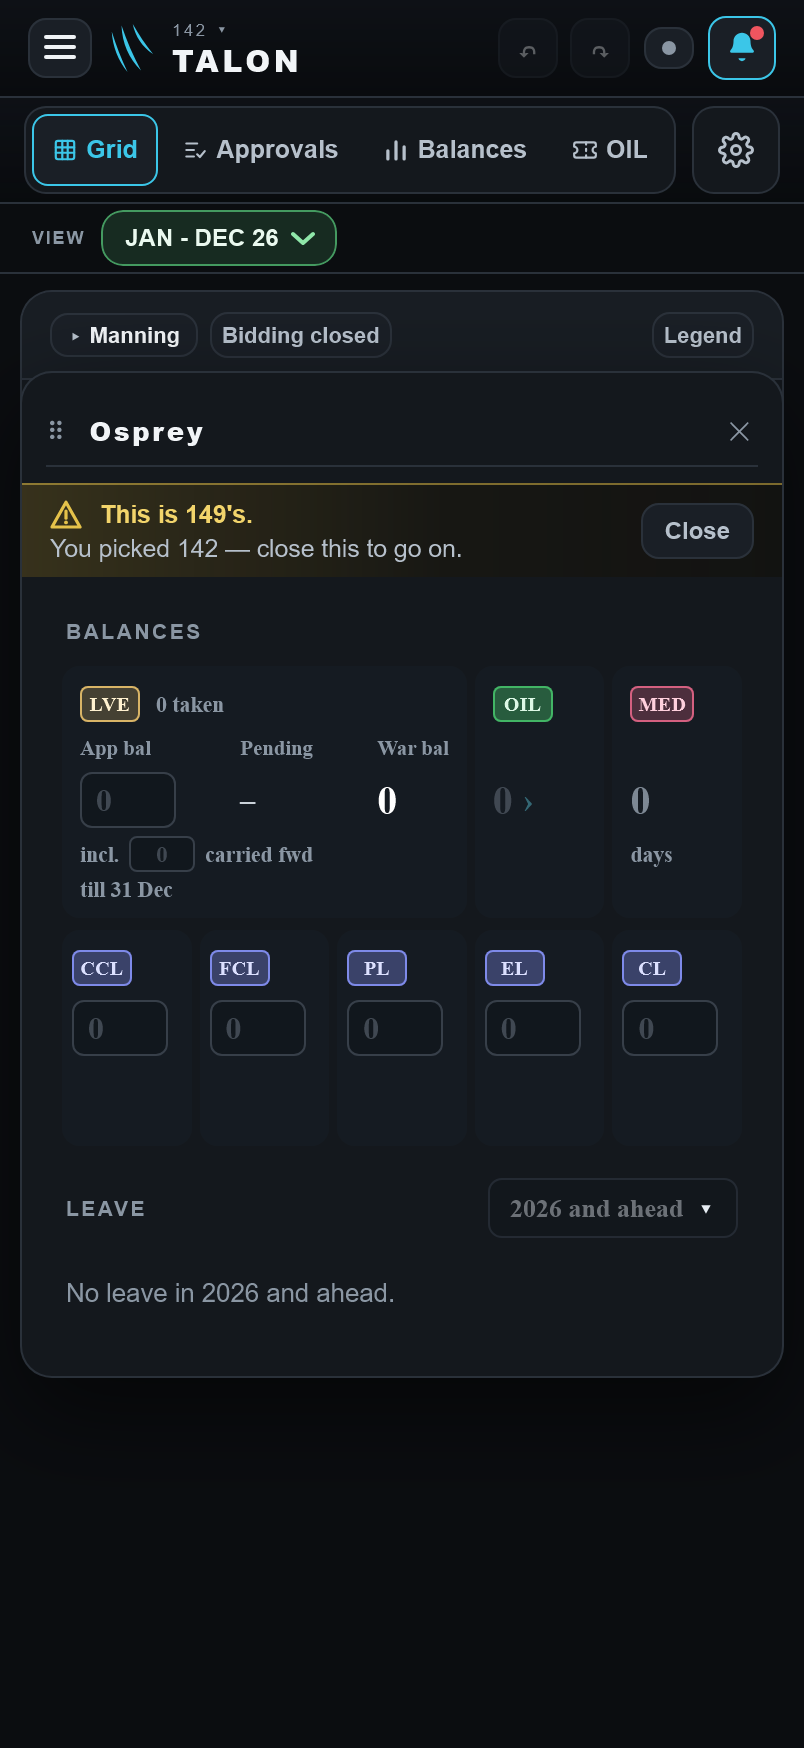 142 ▾
TALON
Grid
Approvals
Balances
OIL
VIEW
JAN - DEC 26
▸ Manning
Bidding closed
Legend
Osprey
This is 149's.
You picked 142 — close this to go on.
Close
BALANCES
LVE
0 taken
OIL
MED
App bal
Pending
War bal
0
–
0
0 ›
0
incl. 0 carried fwd
days
till 31 Dec
CCL
FCL
PL
EL
CL
0
0
0
0
0
LEAVE
2026 and ahead ▼
No leave in 2026 and ahead.